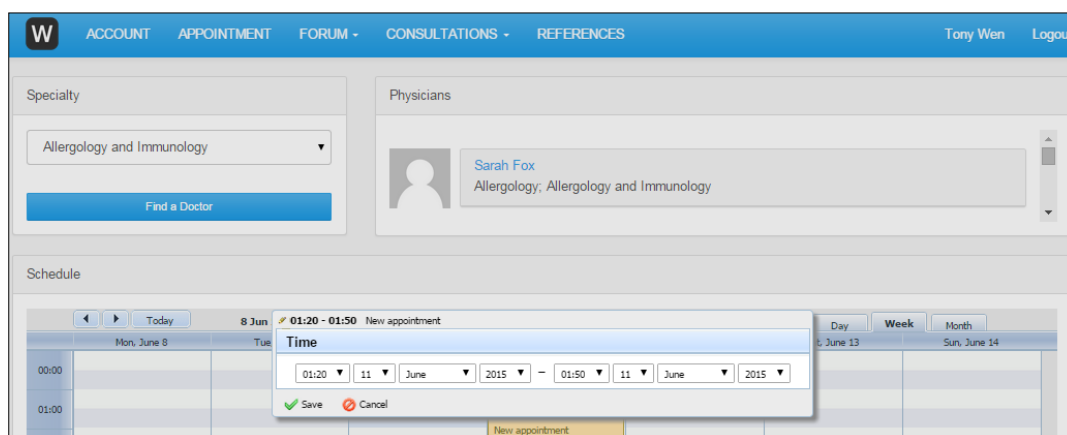 W ACCOUNT APPOINTMENT FORUM CONSULTATIONS REFERENCES Tony Wen Logou
Specialty
Allergology and Immunology
Find a Doctor
Physicians
Sarah Fox
Allergology; Allergology and Immunology
Schedule
Today 8 Jun Day Week Month
Mon, June 8 Tue t, June 13 Sun, June 14
01:20 - 01:50 New appointment
Time
01:20 11 June 2015 – 01:50 11 June 2015
Save Cancel
00:00
01:00
New appointment